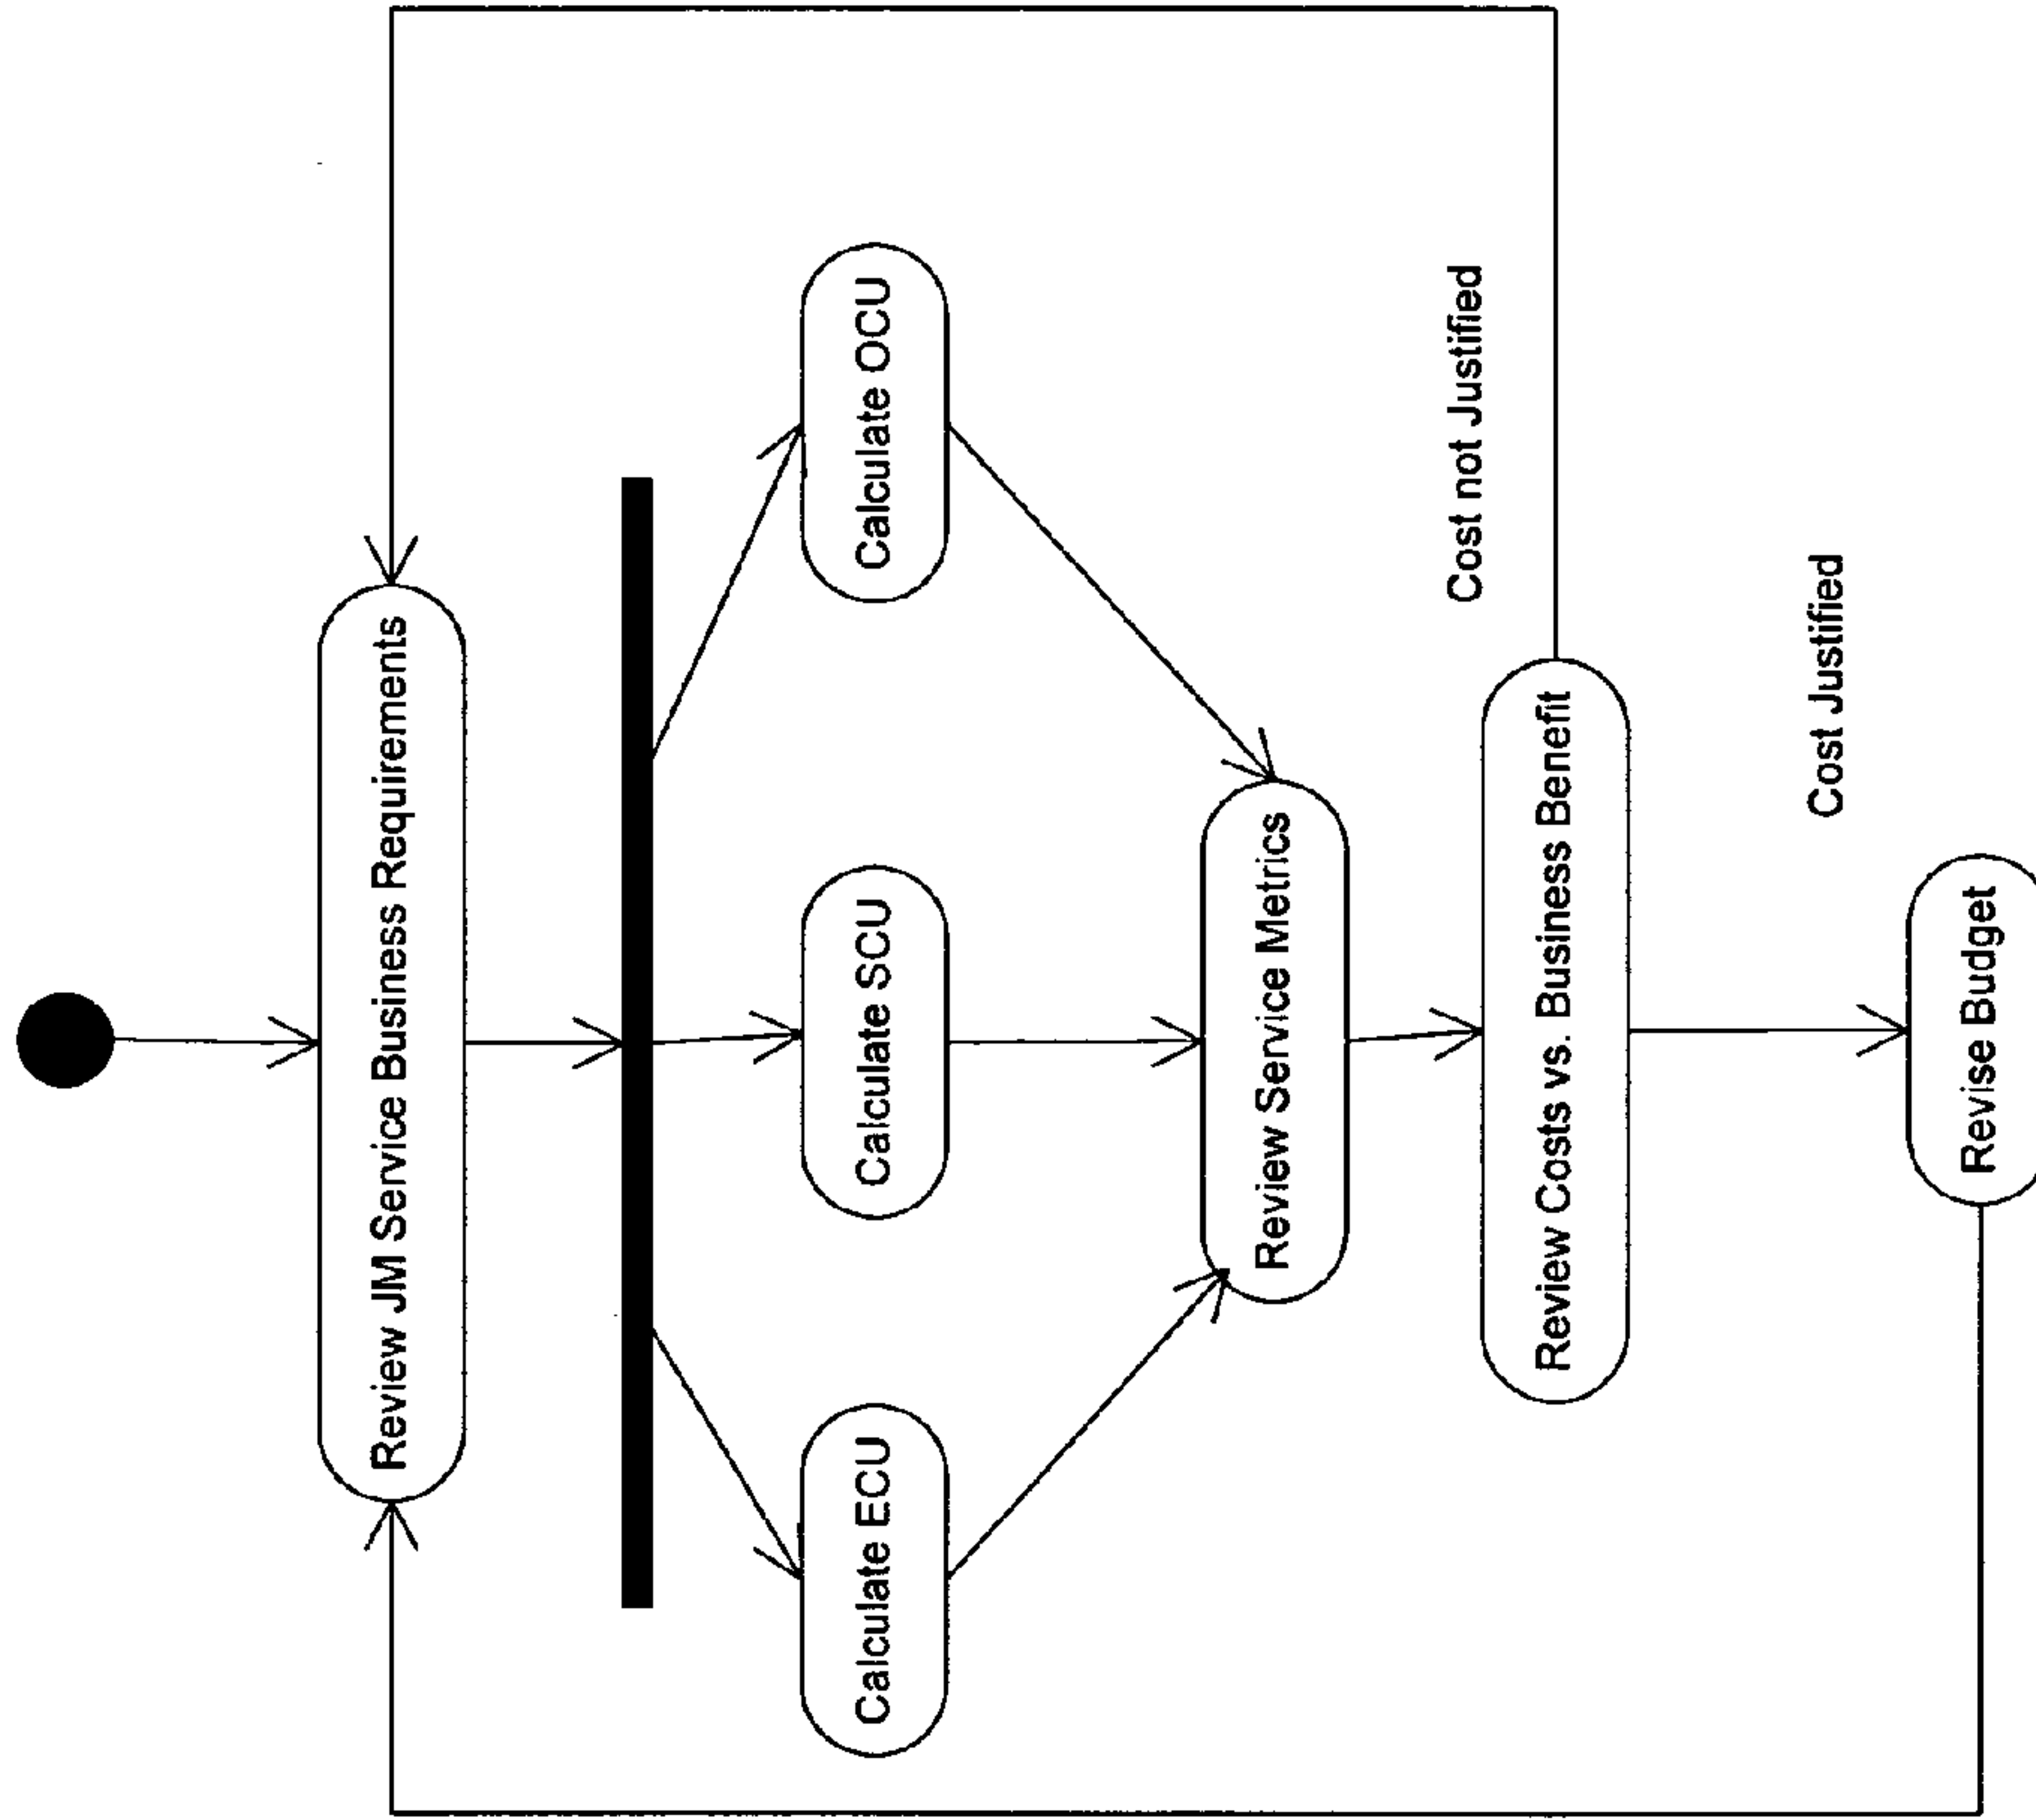 Review JM Service Business Requirements
Calculate ECU
Calculate SCU
Calculate OCU
Review Service Metrics
Cost not Justified
Review Costs vs. Business Benefit
Cost Justified
Revise Budget